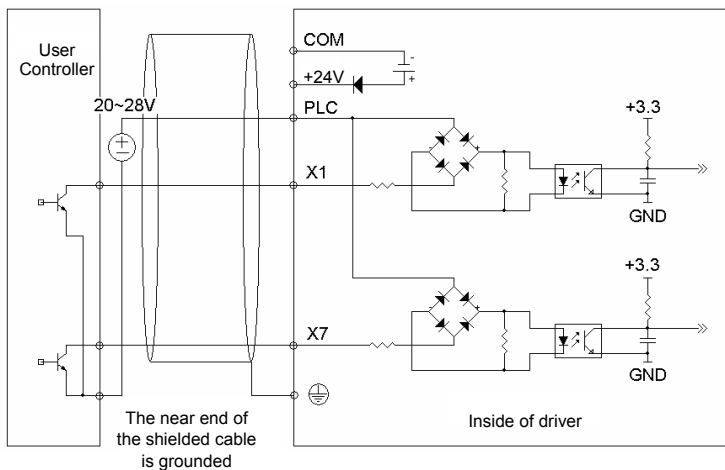 User
Controller
COM
+24V
20~28V
PLC
+3.3
X1
GND
+3.3
X7
GND
The near end of
the shielded cable
is grounded
Inside of driver